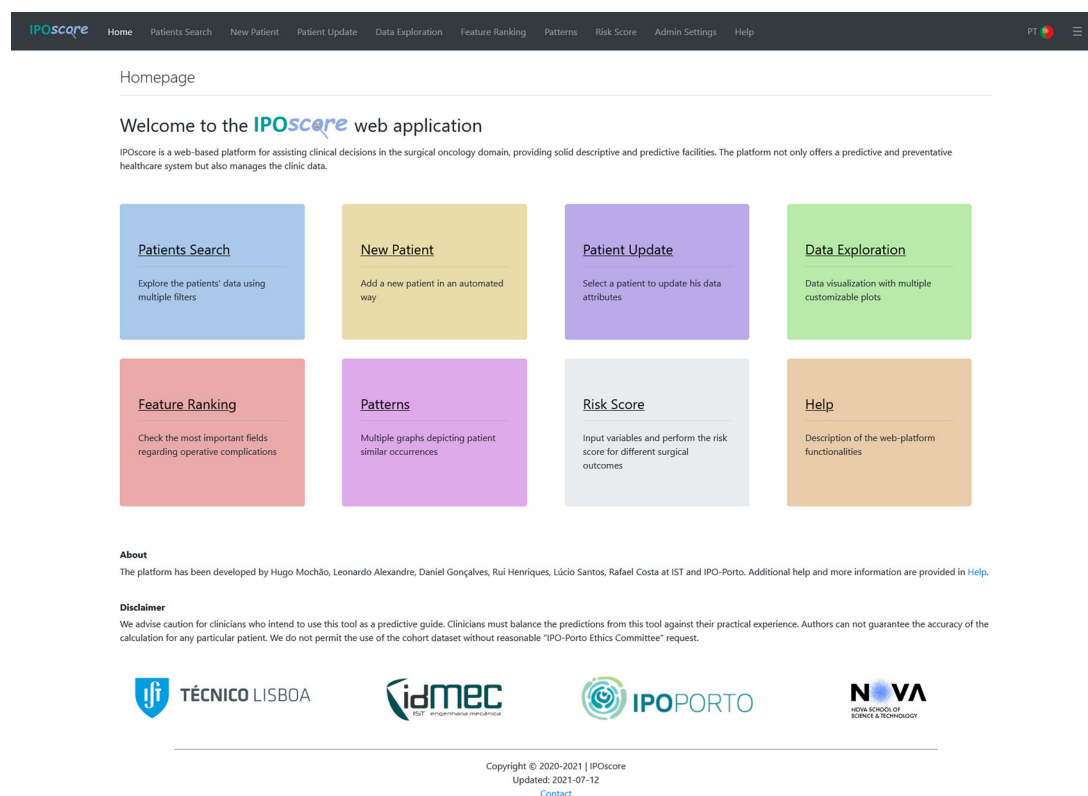 IPOscore Home Patients Search New Patient Patient Update Data Exploration Feature Ranking Patterns Risk Score Admin Settings Help PT
Homepage
Welcome to the IPOscore web application
IPOscore is a web-based platform for assisting clinical decisions in the surgical oncology domain, providing solid descriptive and predictive facilities. The platform not only offers a predictive and preventative
healthcare system but also manages the clinic data.
Patients Search
Explore the patients' data using
multiple filters
New Patient
Add a new patient in an automated
way
Patient Update
Select a patient to update his data
attributes
Data Exploration
Data visualization with multiple
customizable plots
Feature Ranking
Check the most important fields
regarding operative complications
Patterns
Multiple graphs depicting patient
similar occurrences
Risk Score
Input variables and perform the risk
score for different surgical
outcomes
Help
Description of the web-platform
functionalities
About
The platform has been developed by Hugo Mochão, Leonardo Alexandre, Daniel Gonçalves, Rui Henriques, Lúcio Santos, Rafael Costa at IST and IPO-Porto. Additional help and more information are provided in Help.
Disclaimer
We advise caution for clinicians who intend to use this tool as a predictive guide. Clinicians must balance the predictions from this tool against their practical experience. Authors can not guarantee the accuracy of the
calculation for any particular patient. We do not permit the use of the cohort dataset without reasonable "IPO-Porto Ethics Committee" request.
TÉCNICO LISBOA
idmec
IST engenharia mecânica
IPOPORTO
NOVA
NOVA SCHOOL OF
SCIENCE & TECHNOLOGY
Copyright © 2020-2021 | IPOscore
Updated: 2021-07-12
Contact